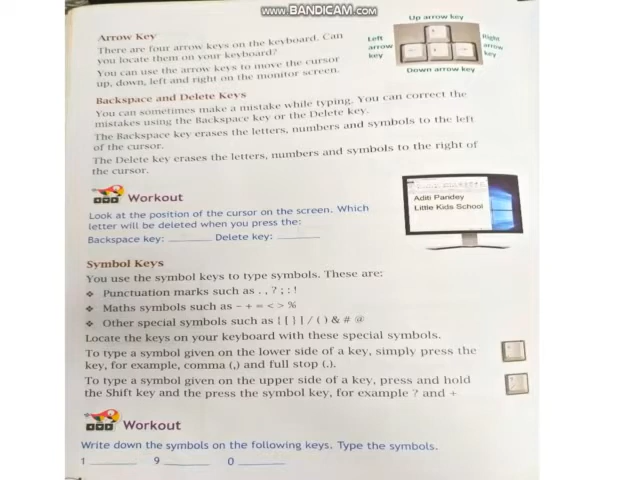 WWW.BANDICAM.COM
Arrow Key
There are four arrow keys on the keyboard. Can
you locate them on your keyboard?
You can use the arrow keys to move the cursor
up, down, left and right on the monitor screen.
Up arrow key
Left
arrow
key
Right
arrow
key
Down arrow key
Backspace and Delete Keys
You can sometimes make a mistake while typing. You can correct the
mistakes using the Backspace key or the Delete key.
The Backspace key erases the letters, numbers and symbols to the left
of the cursor.
The Delete key erases the letters, numbers and symbols to the right of
the cursor.
Workout
Look at the position of the cursor on the screen. Which
letter will be deleted when you press the:
Backspace key: ________ Delete key: ________
Aditi Pandey
Little Kids School
Symbol Keys
You use the symbol keys to type symbols. These are:
❖ Punctuation marks such as . , ? ; : !
❖ Maths symbols such as – + = < > %
❖ Other special symbols such as { [ } ] / ( ) & # @
Locate the keys on your keyboard with these special symbols.
To type a symbol given on the lower side of a key, simply press the
key, for example, comma (,) and full stop (.).
To type a symbol given on the upper side of a key, press and hold
the Shift key and the press the symbol key, for example ? and +
Workout
Write down the symbols on the following keys. Type the symbols.
1 ________ 9 ________ 0 ________